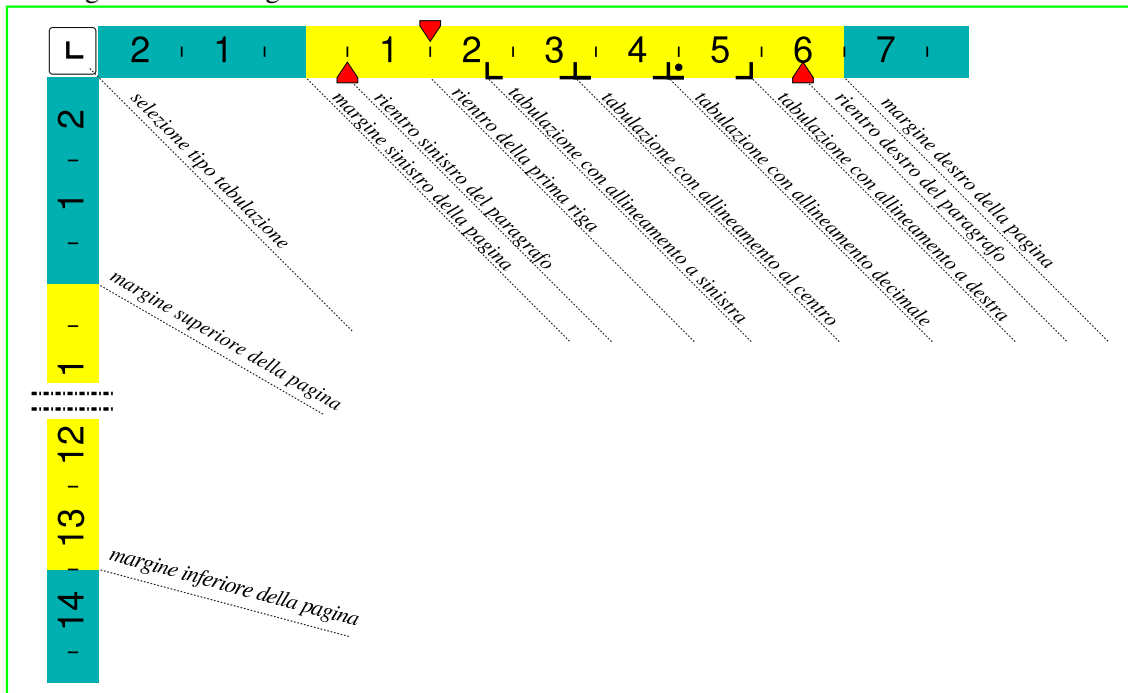 2 1 1 2 3 4 5 6 7
selezione tipo tabulazione
margine sinistro della pagina
rientro sinistro del paragrafo
rientro della prima riga
tabulazione con allineamento a sinistra
tabulazione con allineamento al centro
tabulazione con allineamento decimale
tabulazione con allineamento a destra
rientro destro del paragrafo
margine destro della pagina
2
1
margine superiore della pagina
1
12
13
margine inferiore della pagina
14